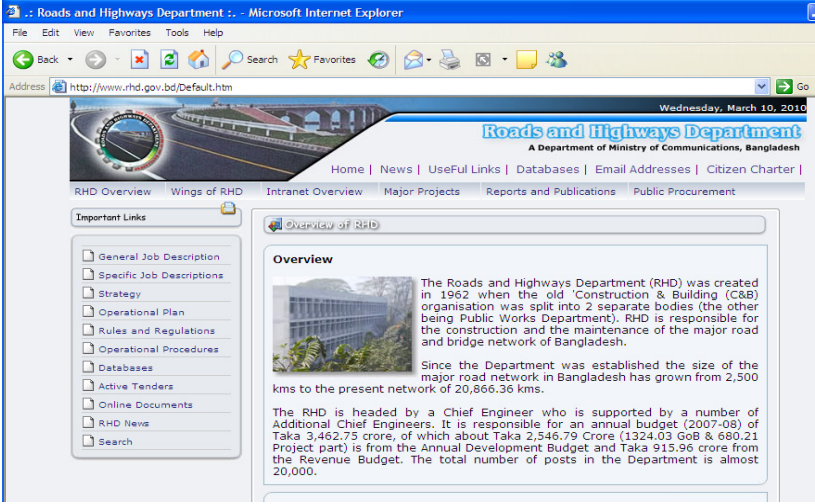 .: Roads and Highways Department :. - Microsoft Internet Explorer
File Edit View Favorites Tools Help
Back Search Favorites
Address http://www.rhd.gov.bd/Default.htm Go
Wednesday, March 10, 2010
Roads and Highways Department
A Department of Ministry of Communications, Bangladesh
Home | News | UseFul Links | Databases | Email Addresses | Citizen Charter |
RHD Overview Wings of RHD Intranet Overview Major Projects Reports and Publications Public Procurement
Important Links
General Job Description
Specific Job Descriptions
Strategy
Operational Plan
Rules and Regulations
Operational Procedures
Databases
Active Tenders
Online Documents
RHD News
Search
Overview of RHD
Overview
The Roads and Highways Department (RHD) was created
in 1962 when the old 'Construction & Building (C&B)
organisation was split into 2 separate bodies (the other
being Public Works Department). RHD is responsible for
the construction and the maintenance of the major road
and bridge network of Bangladesh.
Since the Department was established the size of the
major road network in Bangladesh has grown from 2,500
kms to the present network of 20,866.36 kms.
The RHD is headed by a Chief Engineer who is supported by a number of
Additional Chief Engineers. It is responsible for an annual budget (2007-08) of
Taka 3,462.75 crore, of which about Taka 2,546.79 Crore (1324.03 GoB & 680.21
Project part) is from the Annual Development Budget and Taka 915.96 crore from
the Revenue Budget. The total number of posts in the Department is almost
20,000.